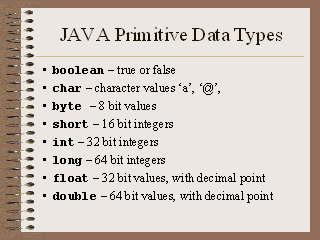 JAVA Primitive Data Types
• boolean – true or false
• char – character values ‘a’, ‘@’,
• byte – 8 bit values
• short – 16 bit integers
• int – 32 bit integers
• long – 64 bit integers
• float – 32 bit values, with decimal point
• double – 64 bit values, with decimal point